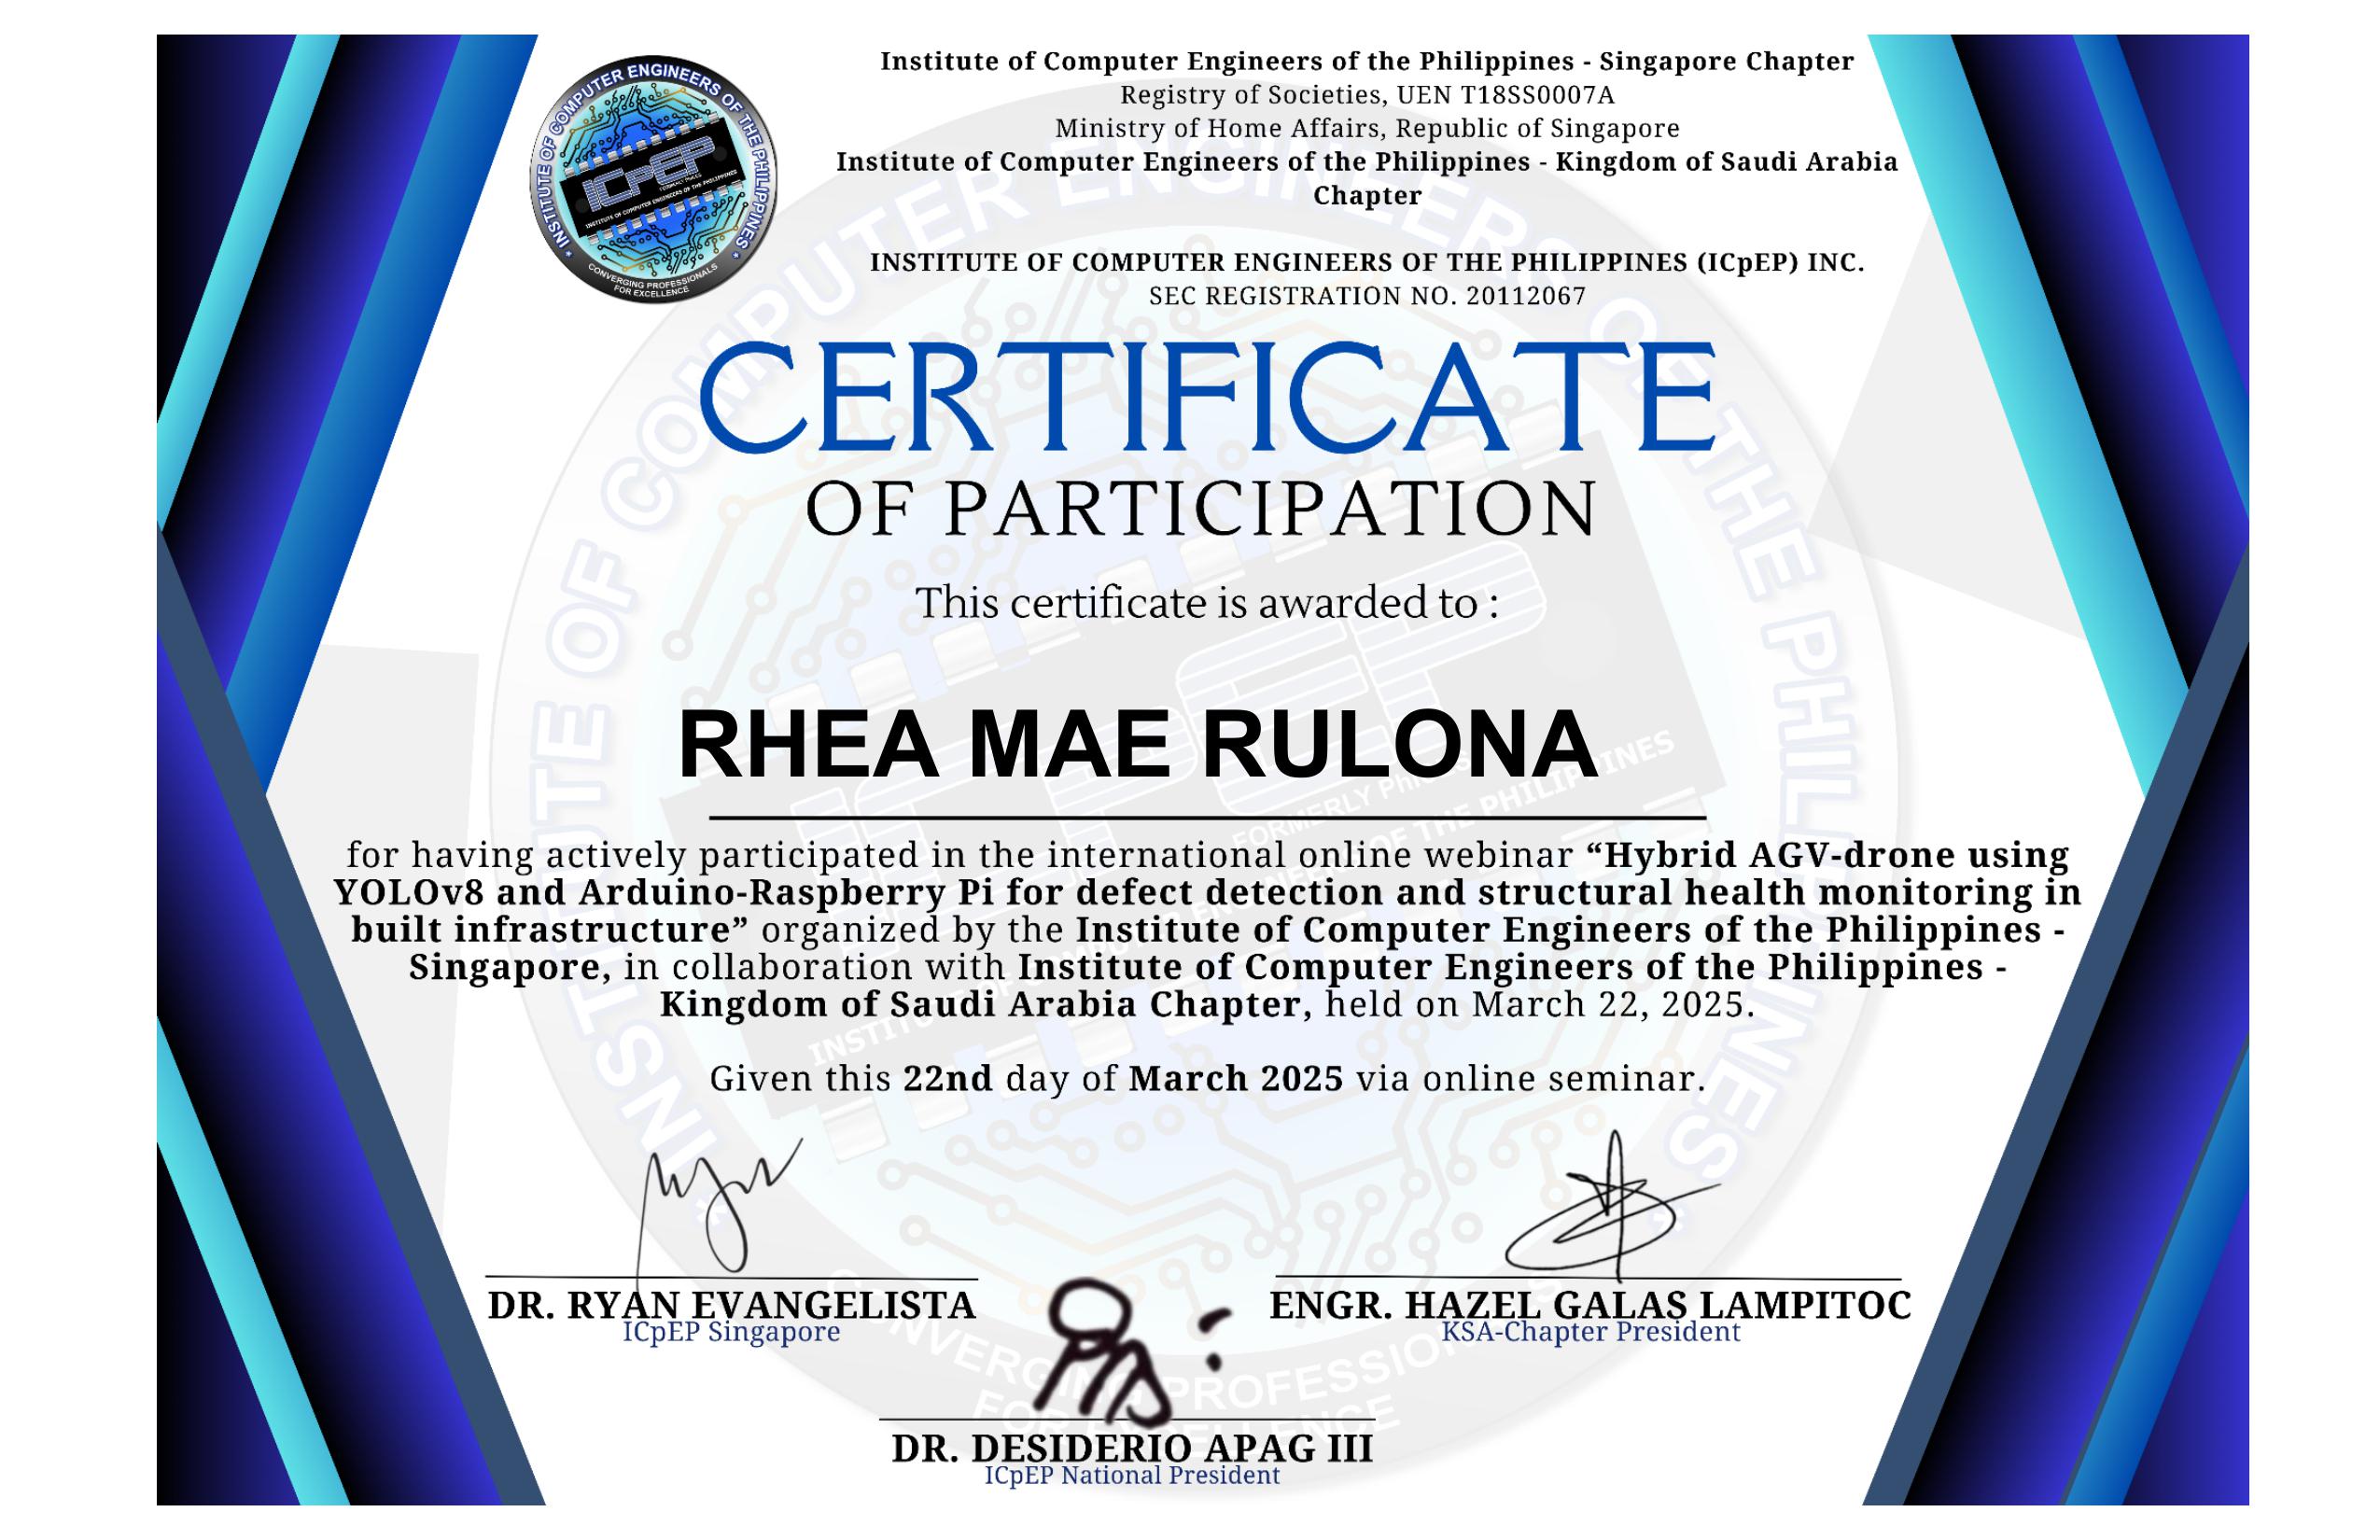 INSTITUTE OF COMPUTER ENGINEERS OF THE PHILIPPINES
ICpEP
INSTITUTE OF COMPUTER ENGINEERS OF THE PHILIPPINES
CONVERGING PROFESSIONALS
FOR EXCELLENCE
Institute of Computer Engineers of the Philippines - Singapore Chapter
Registry of Societies, UEN T18SS0007A
Ministry of Home Affairs, Republic of Singapore
Institute of Computer Engineers of the Philippines - Kingdom of Saudi Arabia
Chapter
INSTITUTE OF COMPUTER ENGINEERS OF THE PHILIPPINES (ICpEP) INC.
SEC REGISTRATION NO. 20112067
CERTIFICATE
OF PARTICIPATION
This certificate is awarded to :
RHEA MAE RULONA
for having actively participated in the international online webinar “Hybrid AGV-drone using
YOLOv8 and Arduino-Raspberry Pi for defect detection and structural health monitoring in
built infrastructure” organized by the Institute of Computer Engineers of the Philippines -
Singapore, in collaboration with Institute of Computer Engineers of the Philippines -
Kingdom of Saudi Arabia Chapter, held on March 22, 2025.
Given this 22nd day of March 2025 via online seminar.
DR. RYAN EVANGELISTA
ICpEP Singapore
ENGR. HAZEL GALAS LAMPITOC
KSA-Chapter President
DR. DESIDERIO APAG III
ICpEP National President